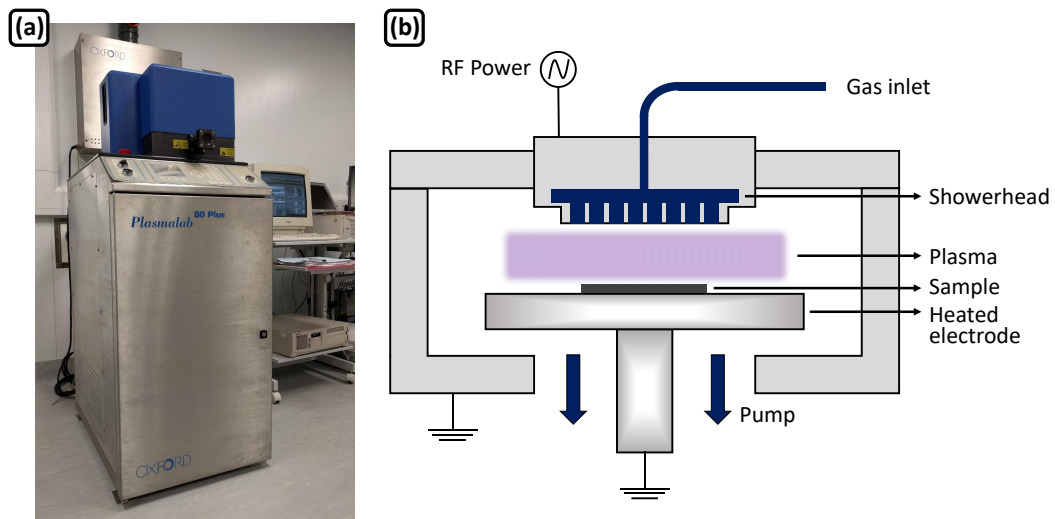 (a)
OXFORD
Plasmalab 80 Plus
OXFORD
(b)
RF Power
Gas inlet
Showerhead
Plasma
Sample
Heated
electrode
Pump